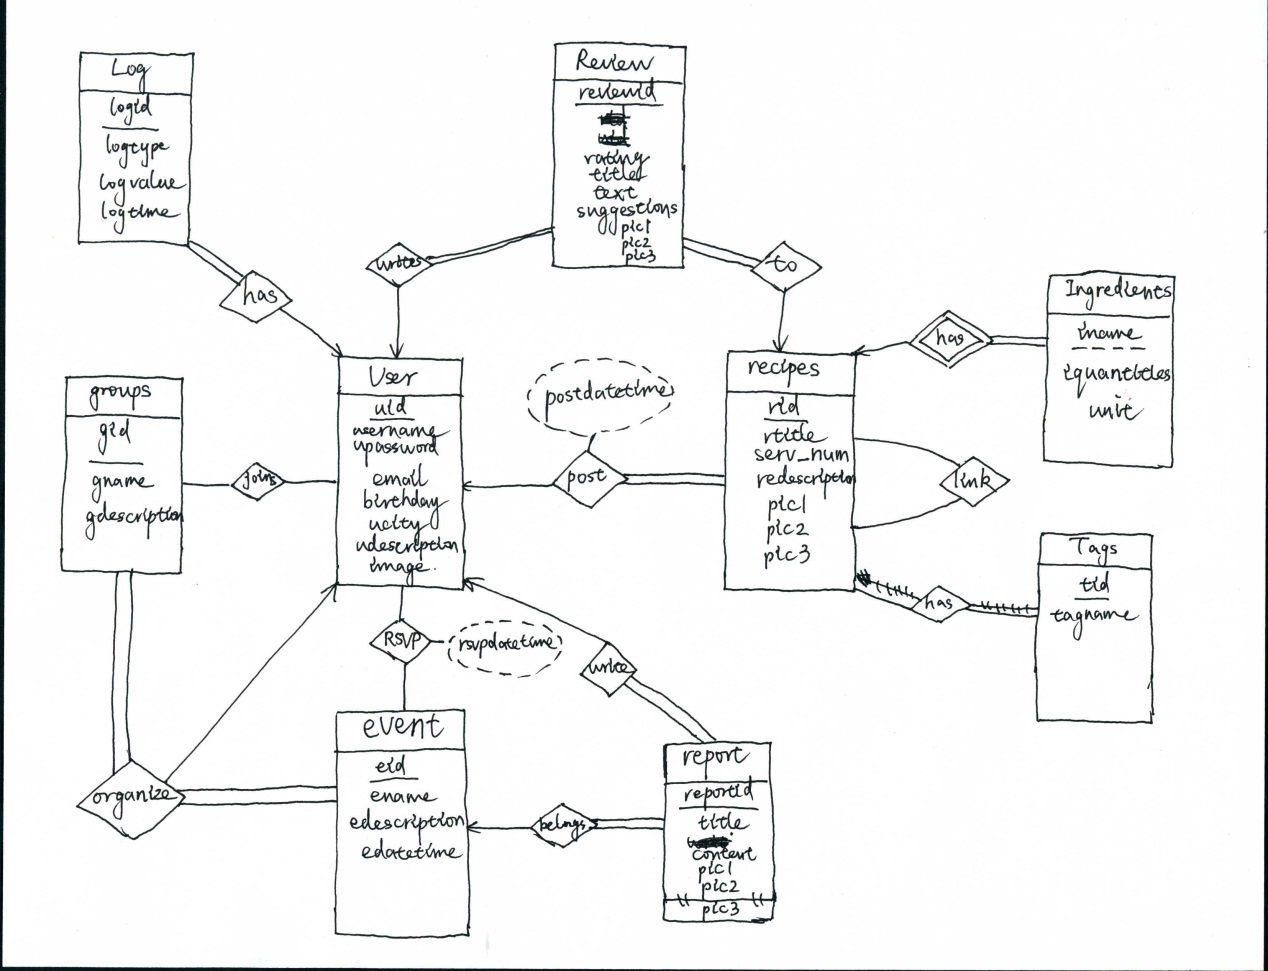 Log
logid
logtype
logvalue
logtime
Review
reviewid
rating
title
text
suggestions
pic1
pic2
pic3
writes
to
has
has
Ingredients
iname
iquantities
unit
groups
gid
gname
gdescription
joins
User
uid
username
upassword
email
birthday
ucity
udescription
image.
postdatetime
post
recipes
rid
rtitle
serv_num
redescription
pic1
pic2
pic3
link
Tags
tid
tagname
has
RSVP
rsvpdatetime
write
organize
event
eid
ename
edescription
edatetime
belongs
report
reportid
title
content
pic1
pic2
pic3